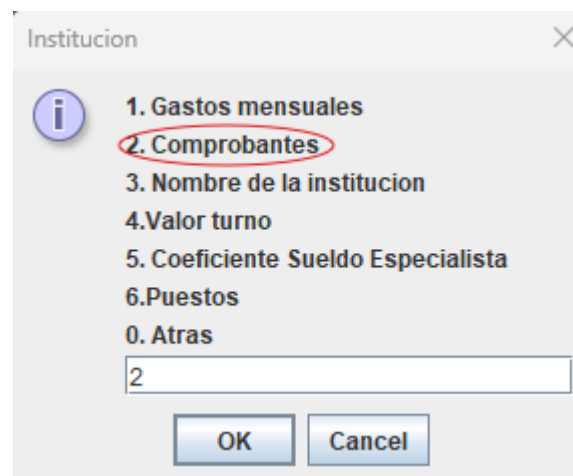 Institucion
1. Gastos mensuales
2. Comprobantes
3. Nombre de la institucion
4.Valor turno
5. Coeficiente Sueldo Especialista
6.Puestos
0. Atras
2
OK Cancel